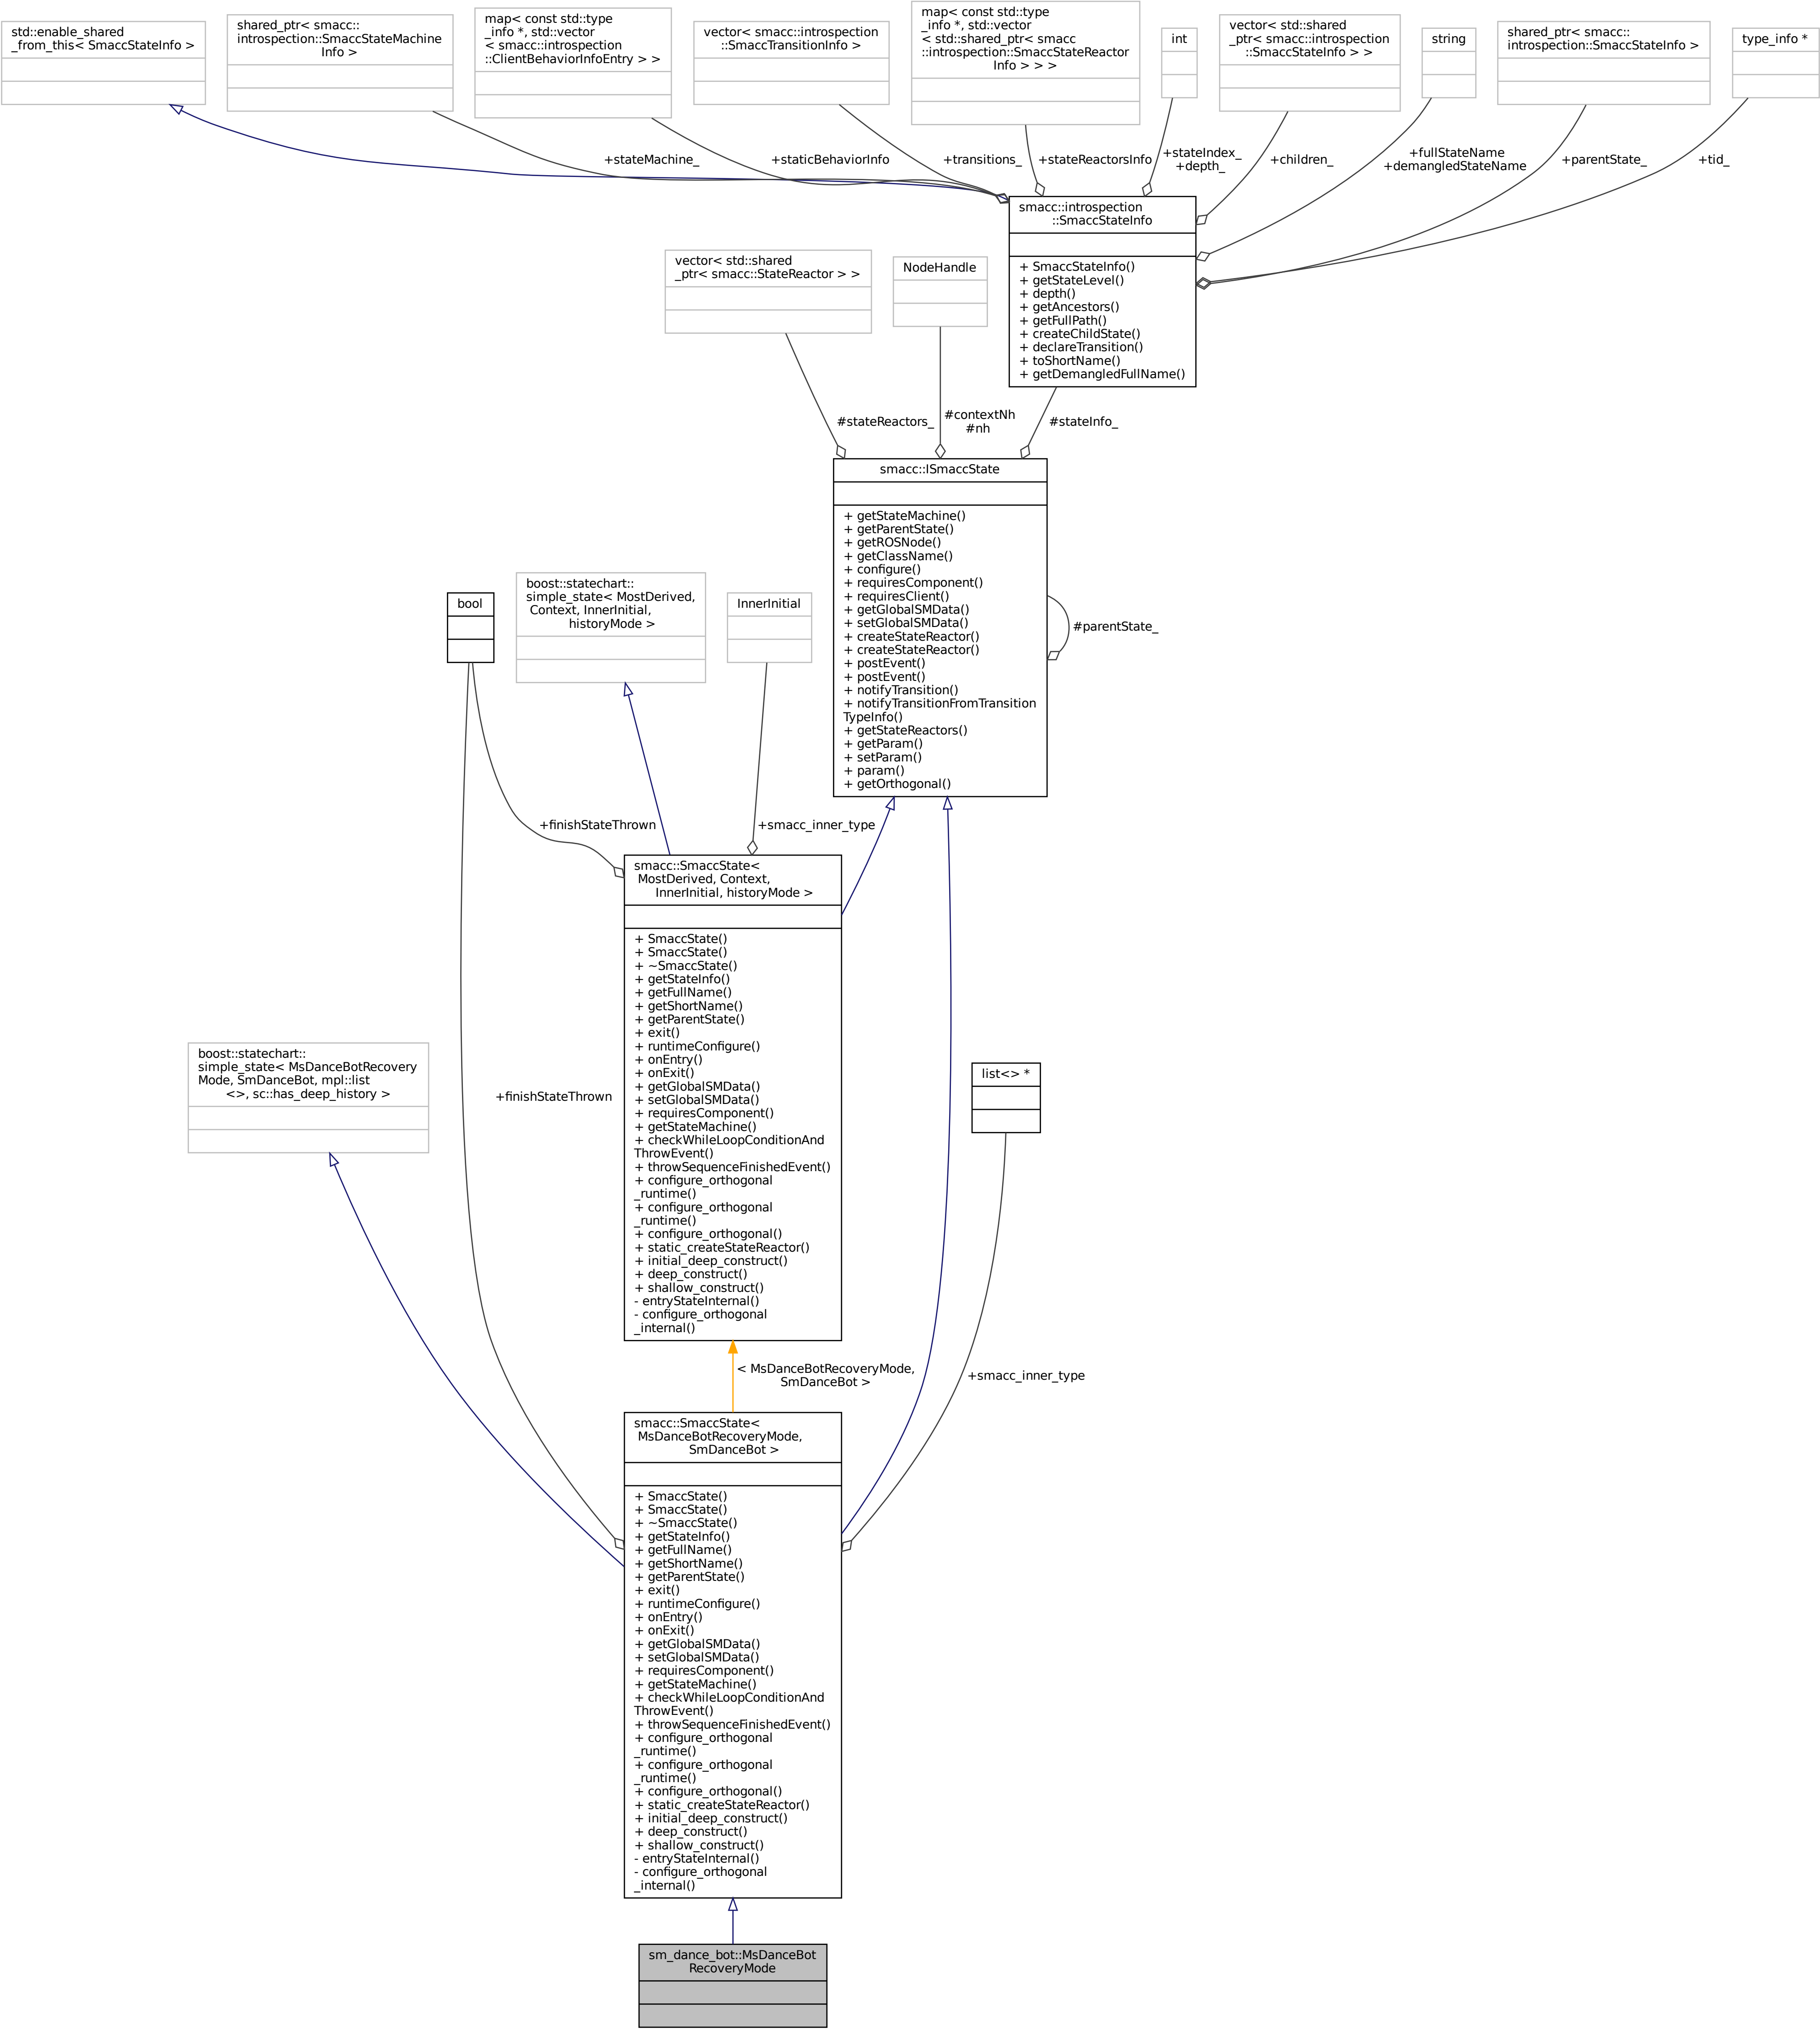 std::enable_shared
_from_this< SmaccStateInfo >
shared_ptr< smacc::
introspection::SmaccStateMachine
Info >
map< const std::type
_info *, std::vector
< smacc::introspection
::ClientBehaviorInfoEntry > >
vector< smacc::introspection
::SmaccTransitionInfo >
map< const std::type
_info *, std::vector
< std::shared_ptr< smacc
::introspection::SmaccStateReactor
Info > > >
int
vector< std::shared
_ptr< smacc::introspection
::SmaccStateInfo > >
string
shared_ptr< smacc::
introspection::SmaccStateInfo >
type_info *
+stateMachine_
+staticBehaviorInfo
+transitions_
+stateReactorsInfo
+stateIndex_
+depth_
+children_
+fullStateName
+demangledStateName
+parentState_
+tid_
smacc::introspection
::SmaccStateInfo
+ SmaccStateInfo()
+ getStateLevel()
+ depth()
+ getAncestors()
+ getFullPath()
+ createChildState()
+ declareTransition()
+ toShortName()
+ getDemangledFullName()
vector< std::shared
_ptr< smacc::StateReactor > >
NodeHandle
#stateReactors_
#contextNh
#nh
#stateInfo_
smacc::ISmaccState
+ getStateMachine()
+ getParentState()
+ getROSNode()
+ getClassName()
+ configure()
+ requiresComponent()
+ requiresClient()
+ getGlobalSMData()
+ setGlobalSMData()
+ createStateReactor()
+ createStateReactor()
+ postEvent()
+ postEvent()
+ notifyTransition()
+ notifyTransitionFromTransition
TypeInfo()
+ getStateReactors()
+ getParam()
+ setParam()
+ param()
+ getOrthogonal()
#parentState_
bool
boost::statechart::
simple_state< MostDerived,
Context, InnerInitial,
historyMode >
InnerInitial
+finishStateThrown
+smacc_inner_type
smacc::SmaccState<
MostDerived, Context,
InnerInitial, historyMode >
+ SmaccState()
+ SmaccState()
+ ~SmaccState()
+ getStateInfo()
+ getFullName()
+ getShortName()
+ getParentState()
+ exit()
+ runtimeConfigure()
+ onEntry()
+ onExit()
+ getGlobalSMData()
+ setGlobalSMData()
+ requiresComponent()
+ getStateMachine()
+ checkWhileLoopConditionAnd
ThrowEvent()
+ throwSequenceFinishedEvent()
+ configure_orthogonal
_runtime()
+ configure_orthogonal
_runtime()
+ configure_orthogonal()
+ static_createStateReactor()
+ initial_deep_construct()
+ deep_construct()
+ shallow_construct()
- entryStateInternal()
- configure_orthogonal
_internal()
boost::statechart::
simple_state< MsDanceBotRecovery
Mode, SmDanceBot, mpl::list
<>, sc::has_deep_history >
+finishStateThrown
list<> *
< MsDanceBotRecoveryMode,
SmDanceBot >
+smacc_inner_type
smacc::SmaccState<
MsDanceBotRecoveryMode,
SmDanceBot >
+ SmaccState()
+ SmaccState()
+ ~SmaccState()
+ getStateInfo()
+ getFullName()
+ getShortName()
+ getParentState()
+ exit()
+ runtimeConfigure()
+ onEntry()
+ onExit()
+ getGlobalSMData()
+ setGlobalSMData()
+ requiresComponent()
+ getStateMachine()
+ checkWhileLoopConditionAnd
ThrowEvent()
+ throwSequenceFinishedEvent()
+ configure_orthogonal
_runtime()
+ configure_orthogonal
_runtime()
+ configure_orthogonal()
+ static_createStateReactor()
+ initial_deep_construct()
+ deep_construct()
+ shallow_construct()
- entryStateInternal()
- configure_orthogonal
_internal()
sm_dance_bot::MsDanceBot
RecoveryMode